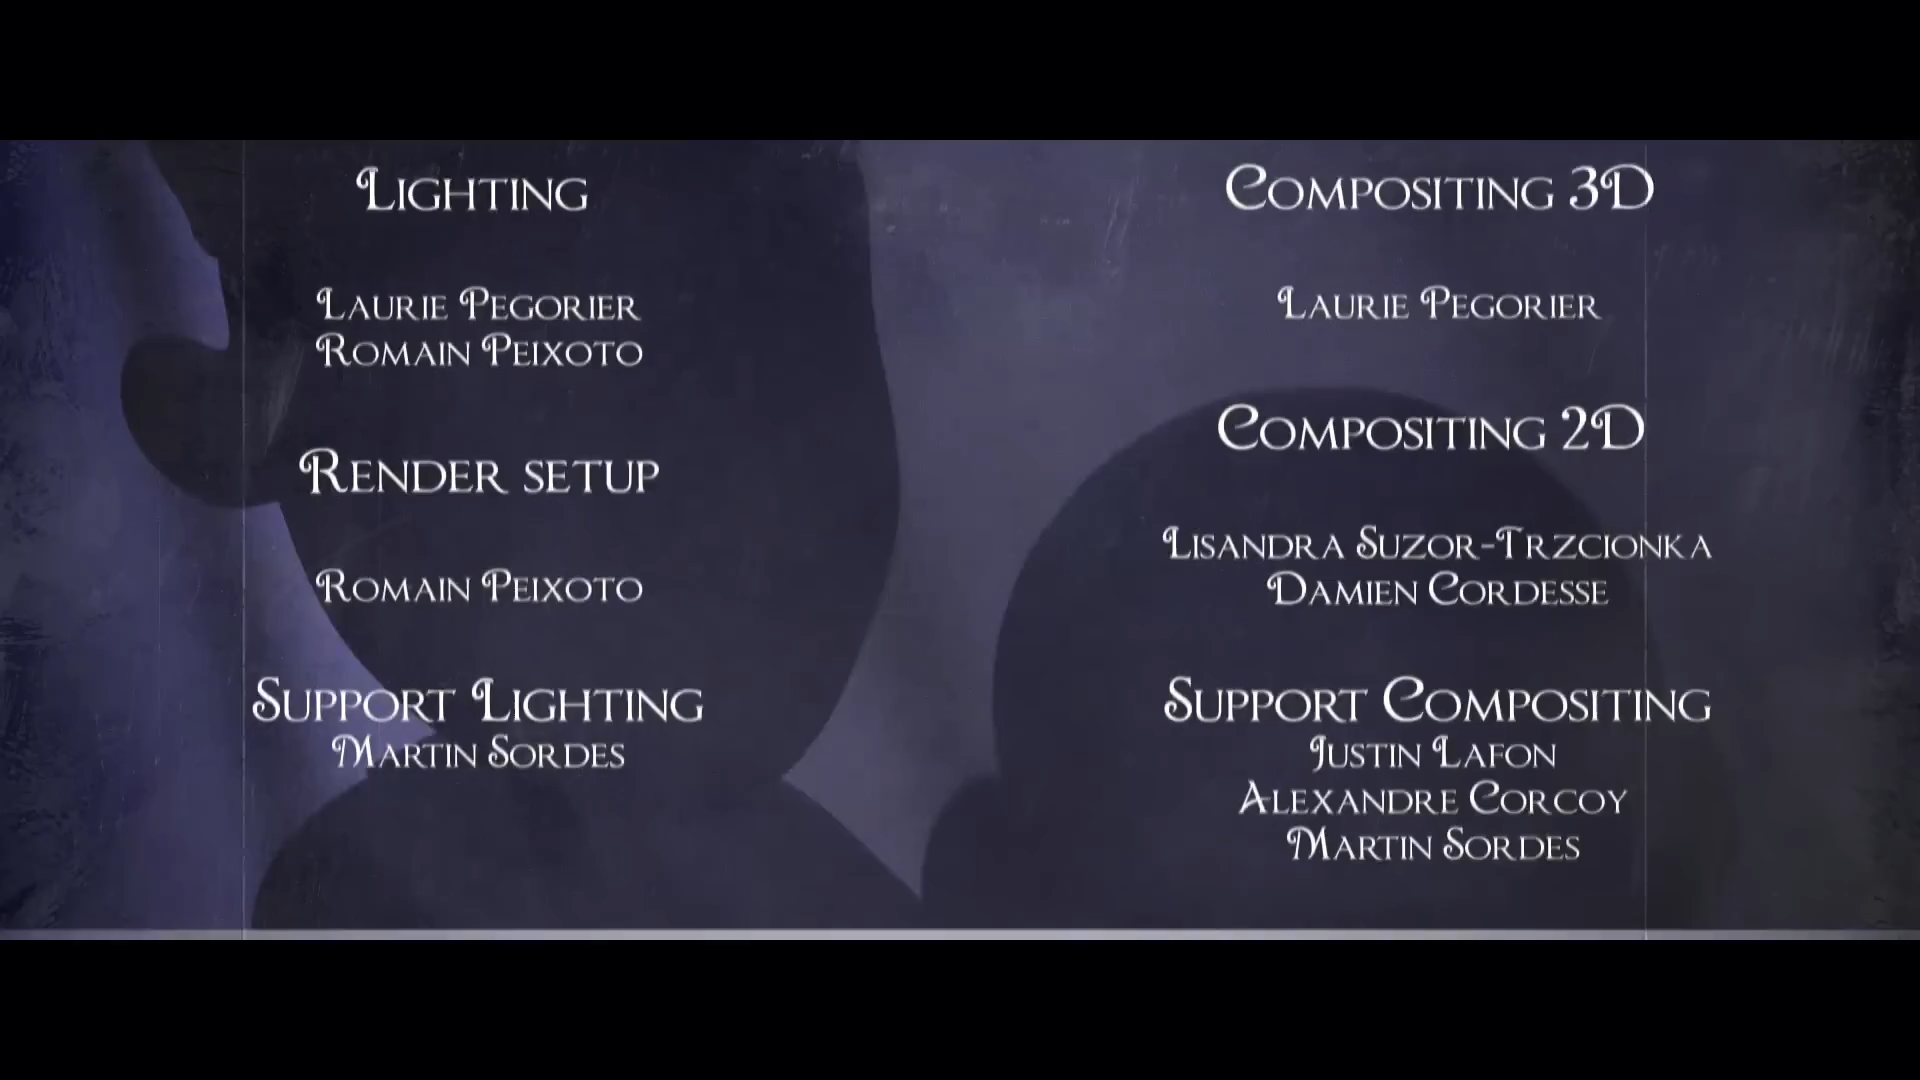 Lighting
Laurie Pegorier
Romain Peixoto
Render setup
Romain Peixoto
Support Lighting
Martin Sordes
Compositing 3D
Laurie Pegorier
Compositing 2D
Lisandra Suzor-Trzcionka
Damien Cordesse
Support Compositing
Justin Lafon
Alexandre Corcoy
Martin Sordes